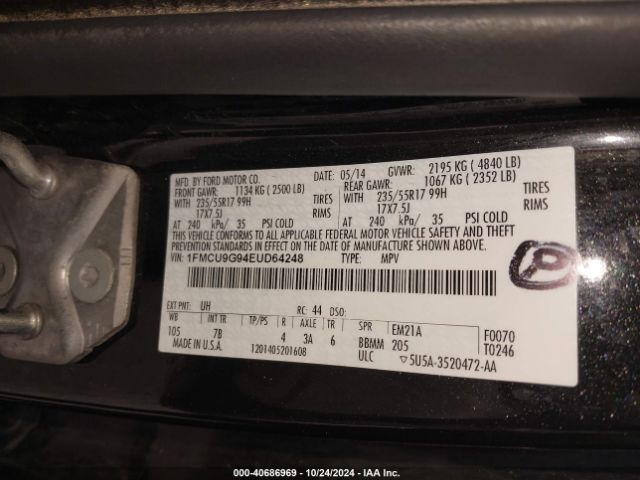 MFD. BY FORD MOTOR CO.
DATE: 05/14 GVWR: 2195 KG ( 4840 LB)
FRONT GAWR: 1134 KG ( 2500 LB) REAR GAWR: 1067 KG ( 2352 LB)
WITH 235/55R17 99H TIRES WITH 235/55R17 99H TIRES
17X7.5J RIMS 17X7.5J RIMS
AT 240 kPa/ 35 PSI COLD AT 240 kPa/ 35 PSI COLD
THIS VEHICLE CONFORMS TO ALL APPLICABLE FEDERAL MOTOR VEHICLE SAFETY, BUMPER, AND
THEFT PREVENTION STANDARDS IN EFFECT ON THE DATE OF MANUFACTURE SHOWN ABOVE.
VIN: 1FMCU9G94EUD64248 TYPE: MPV
EXT PNT: UH RC: 44 DSO:
WB INT TR TP/PS R AXLE TR SPR EM21A F0070
105 7B 4 3A 6 BBMM 205 T0246
MADE IN U.S.A. 1201405201608 ULC 5U5A-3520472-AA
000-40686969 - 10/24/2024 - IAA Inc.